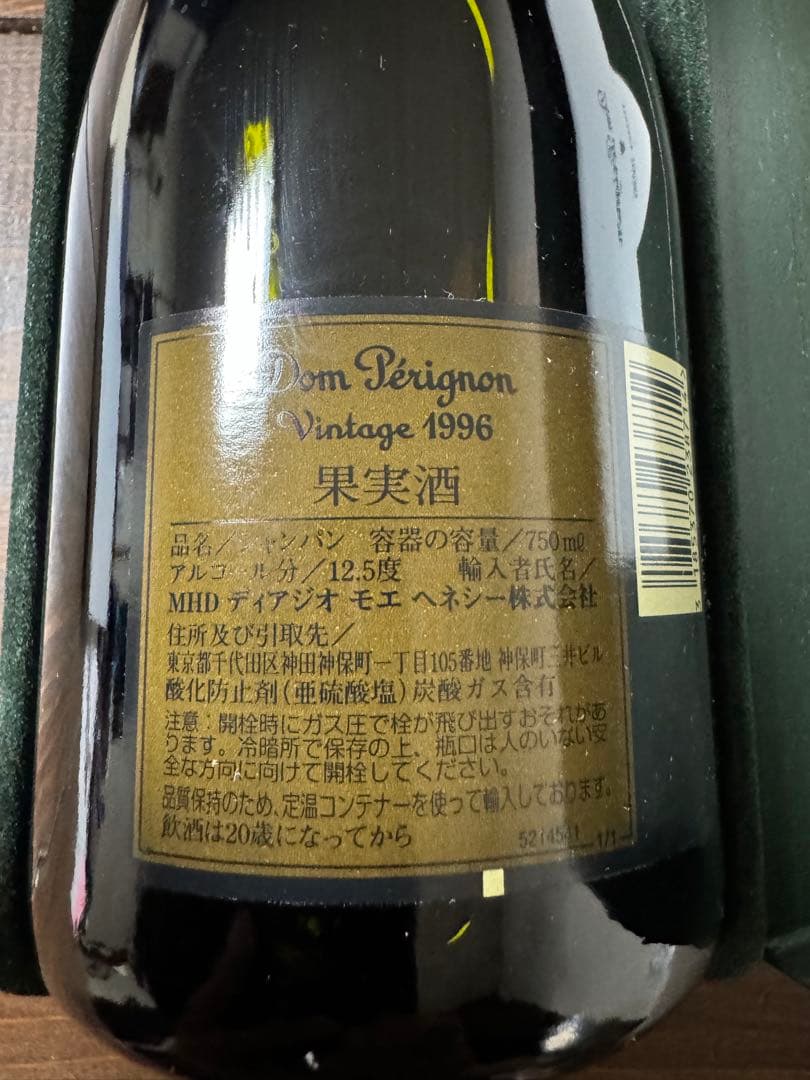 Dom Pérignon
Vintage 1996
果実酒
品名／シャンパン 容器の容量／750mℓ
アルコール分／12.5度 輸入者氏名／
MHD ディアジオ モエ ヘネシー株式会社
住所及び引取先／
東京都千代田区神田神保町一丁目105番地 神保町三井ビル
酸化防止剤(亜硫酸塩)炭酸ガス含有
注意：開栓時にガス圧で栓が飛び出すおそれがあ
ります。冷暗所で保存の上、瓶口は人のいない安
全な方向に向けて開栓してください。
品質保持のため、定温コンテナーを使って輸入しております。
飲酒は20歳になってから
5214541 1/1